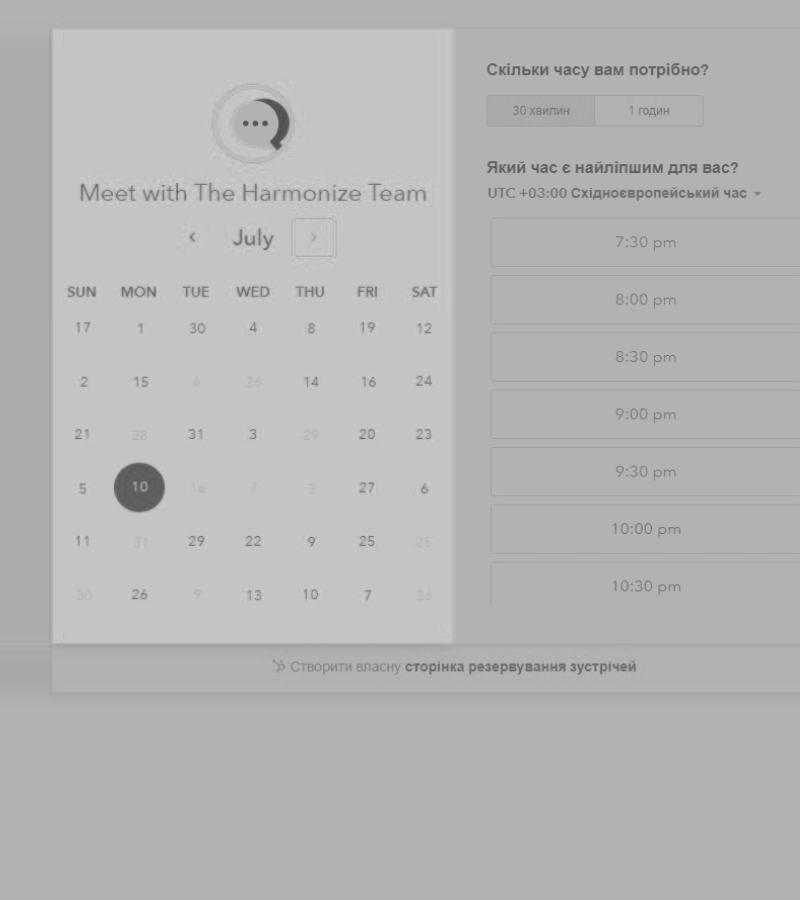 Meet with The Harmonize Team
July
SUN MON TUE WED THU FRI SAT
17 1 30 4 8 19 12
2 15 6 26 14 16 24
21 28 31 3 29 20 23
5 10 16 7 27 6
11 31 29 22 9 25 25
30 26 9 13 10 7 26
Скільки часу вам потрібно?
30 хвилин 1 годин
Який час є найліпшим для вас?
UTC +03:00 Східноєвропейський час
7:30 pm
8:00 pm
8:30 pm
9:00 pm
9:30 pm
10:00 pm
10:30 pm
Створити власну сторінка резервування зустрічей